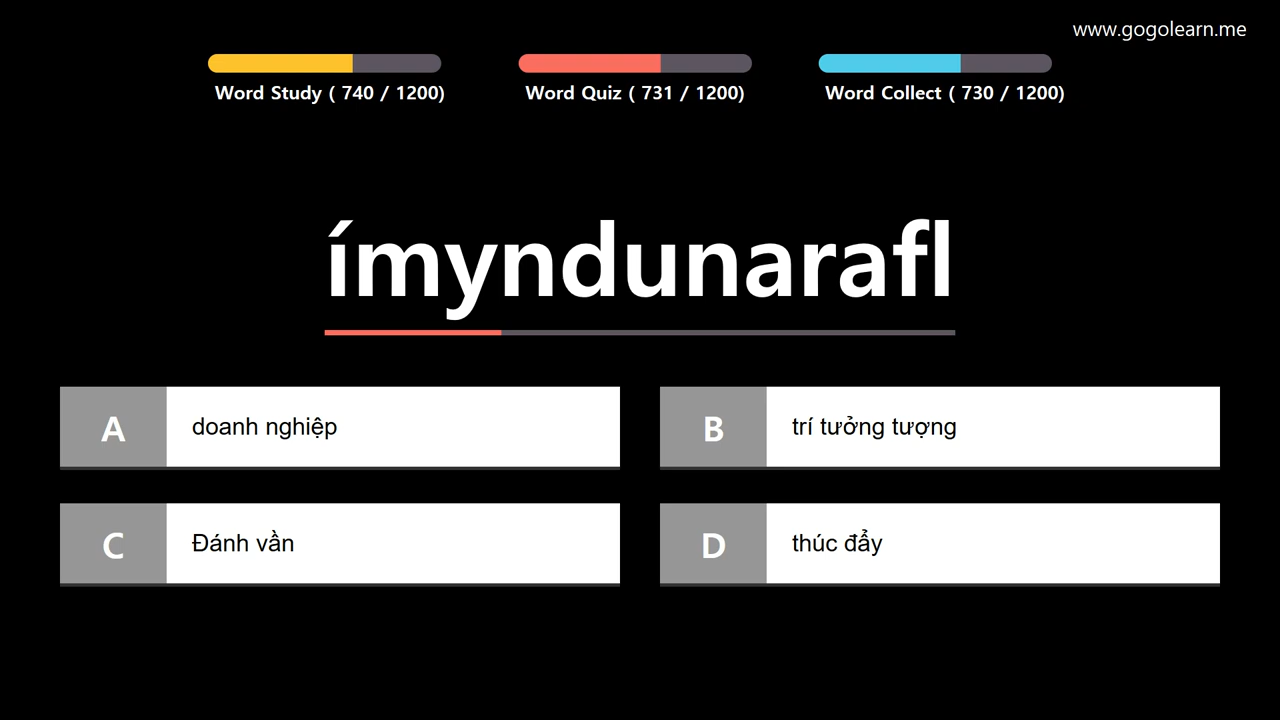 www.gogolearn.me
Word Study ( 740 / 1200)
Word Quiz ( 731 / 1200)
Word Collect ( 730 / 1200)
ímyndunarafl
A doanh nghiệp
B trí tưởng tượng
C Đánh vần
D thúc đẩy